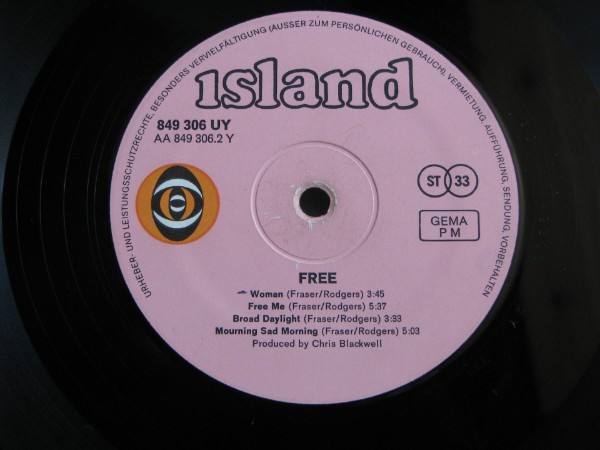 URHEBER- UND LEISTUNGSSCHUTZRECHTE, BESONDERS VERVIELFÄLTIGUNG (AUSSER ZUM PERSÖNLICHEN GEBRAUCH), VERMIETUNG, AUFFÜHRUNG, SENDUNG, VORBEHALTEN
ısland
849 306 UY
AA 849 306.2 Y
ST 33
GEMA
P M
FREE
Woman (Fraser/Rodgers) 3:45
Free Me (Fraser/Rodgers) 5:37
Broad Daylight (Fraser/Rodgers) 3:33
Mourning Sad Morning (Fraser/Rodgers) 5:03
Produced by Chris Blackwell